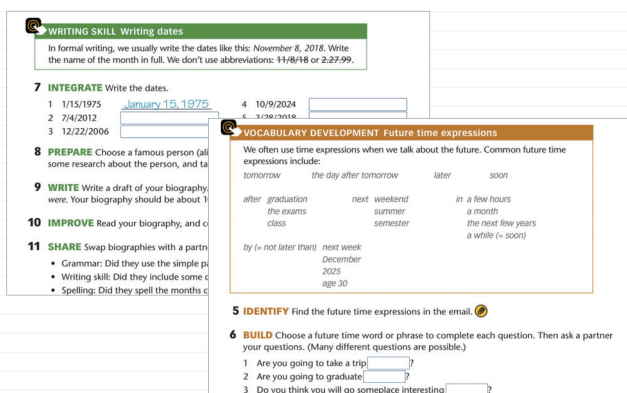 WRITING SKILL Writing dates
In formal writing, we usually write the dates like this: November 8, 2018. Write
the name of the month in full. We don't use abbreviations: 11/8/18 or 2.27.99.
7 INTEGRATE Write the dates.
1 1/15/1975 January 15, 1975
2 7/4/2012
3 12/22/2006
4 10/9/2024
5 3/28/2018
8 PREPARE Choose a famous person
some research about the person, and
9 WRITE Write a draft of your biography.
were. Your biography should be about
10 IMPROVE Read your biography, and
11 SHARE Swap biographies with a
• Grammar: Did they use the simple
• Writing skill: Did they include some
• Spelling: Did they spell the months
VOCABULARY DEVELOPMENT Future time expressions
We often use time expressions when we talk about the future. Common future time
expressions include:
tomorrow the day after tomorrow later soon
after graduation next weekend in a few hours
the exams summer a month
class semester the next few years
a while (= soon)
by (= not later than) next week
December
2025
age 30
5 IDENTIFY Find the future time expressions in the email.
6 BUILD Choose a future time word or phrase to complete each question. Then ask a partner
your questions. (Many different questions are possible.)
1 Are you going to take a trip ?
2 Are you going to graduate ?
3 Do you think you will go someplace interesting ?